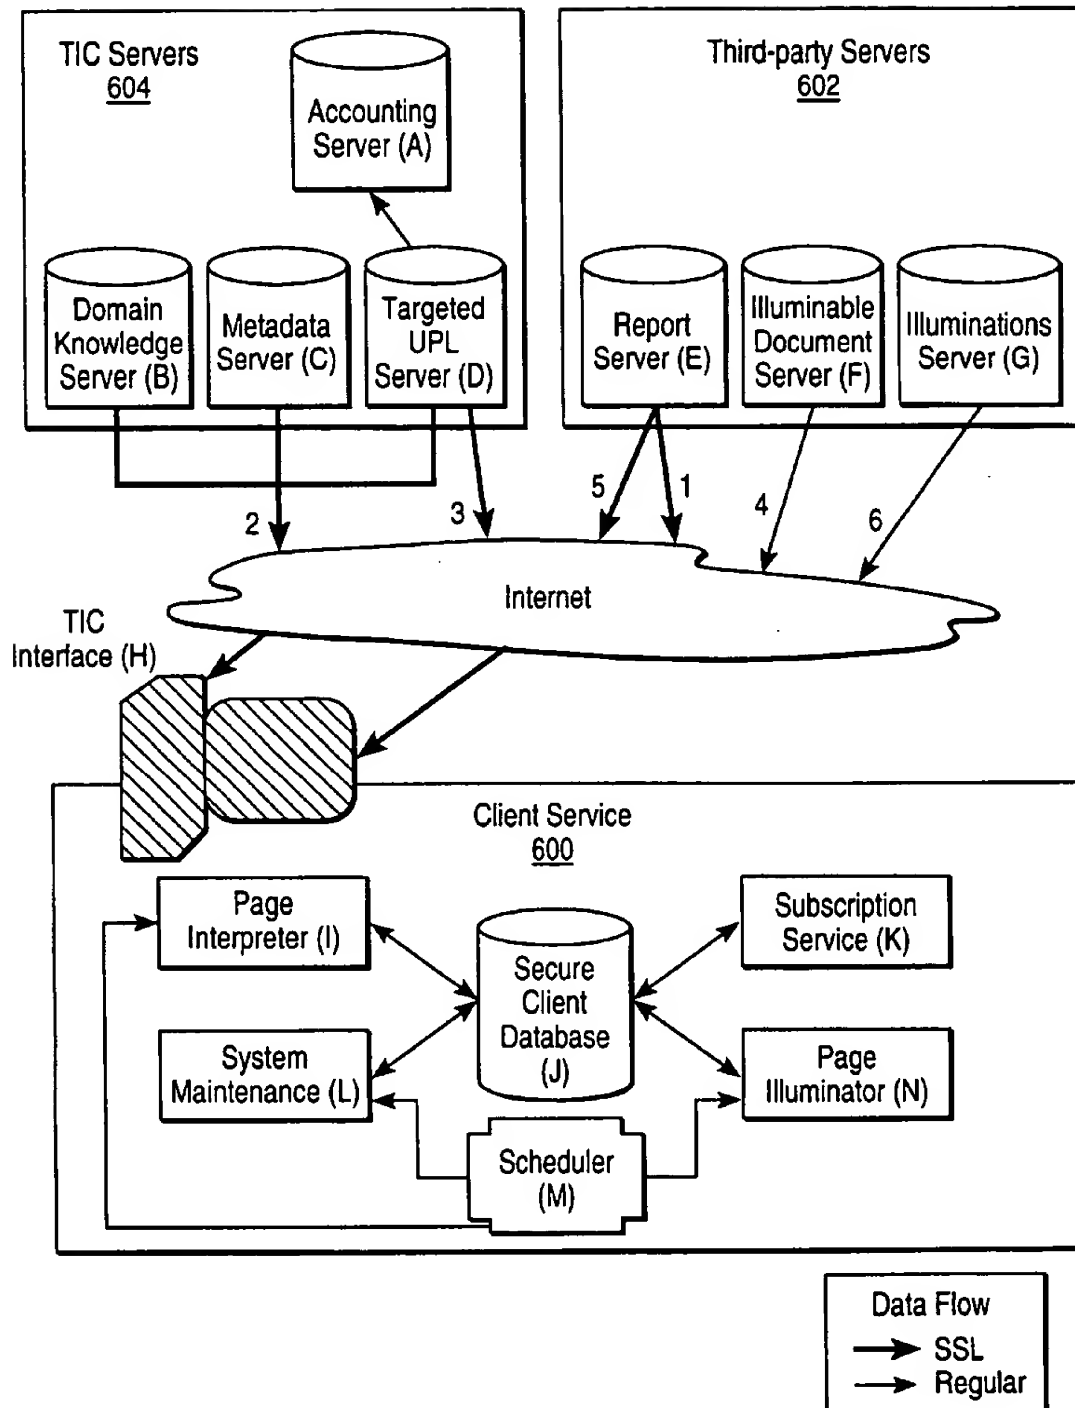 TIC Servers
604
Accounting
Server (A)
Domain
Knowledge
Server (B)
Metadata
Server (C)
Targeted
UPL
Server (D)
Third-party Servers
602
Report
Server (E)
Illuminable
Document
Server (F)
Illuminations
Server (G)
2
3
5
1
4
6
Internet
TIC
Interface (H)
Client Service
600
Page
Interpreter (I)
Secure
Client
Database
(J)
Subscription
Service (K)
System
Maintenance (L)
Page
Illuminator (N)
Scheduler
(M)
Data Flow
SSL
Regular